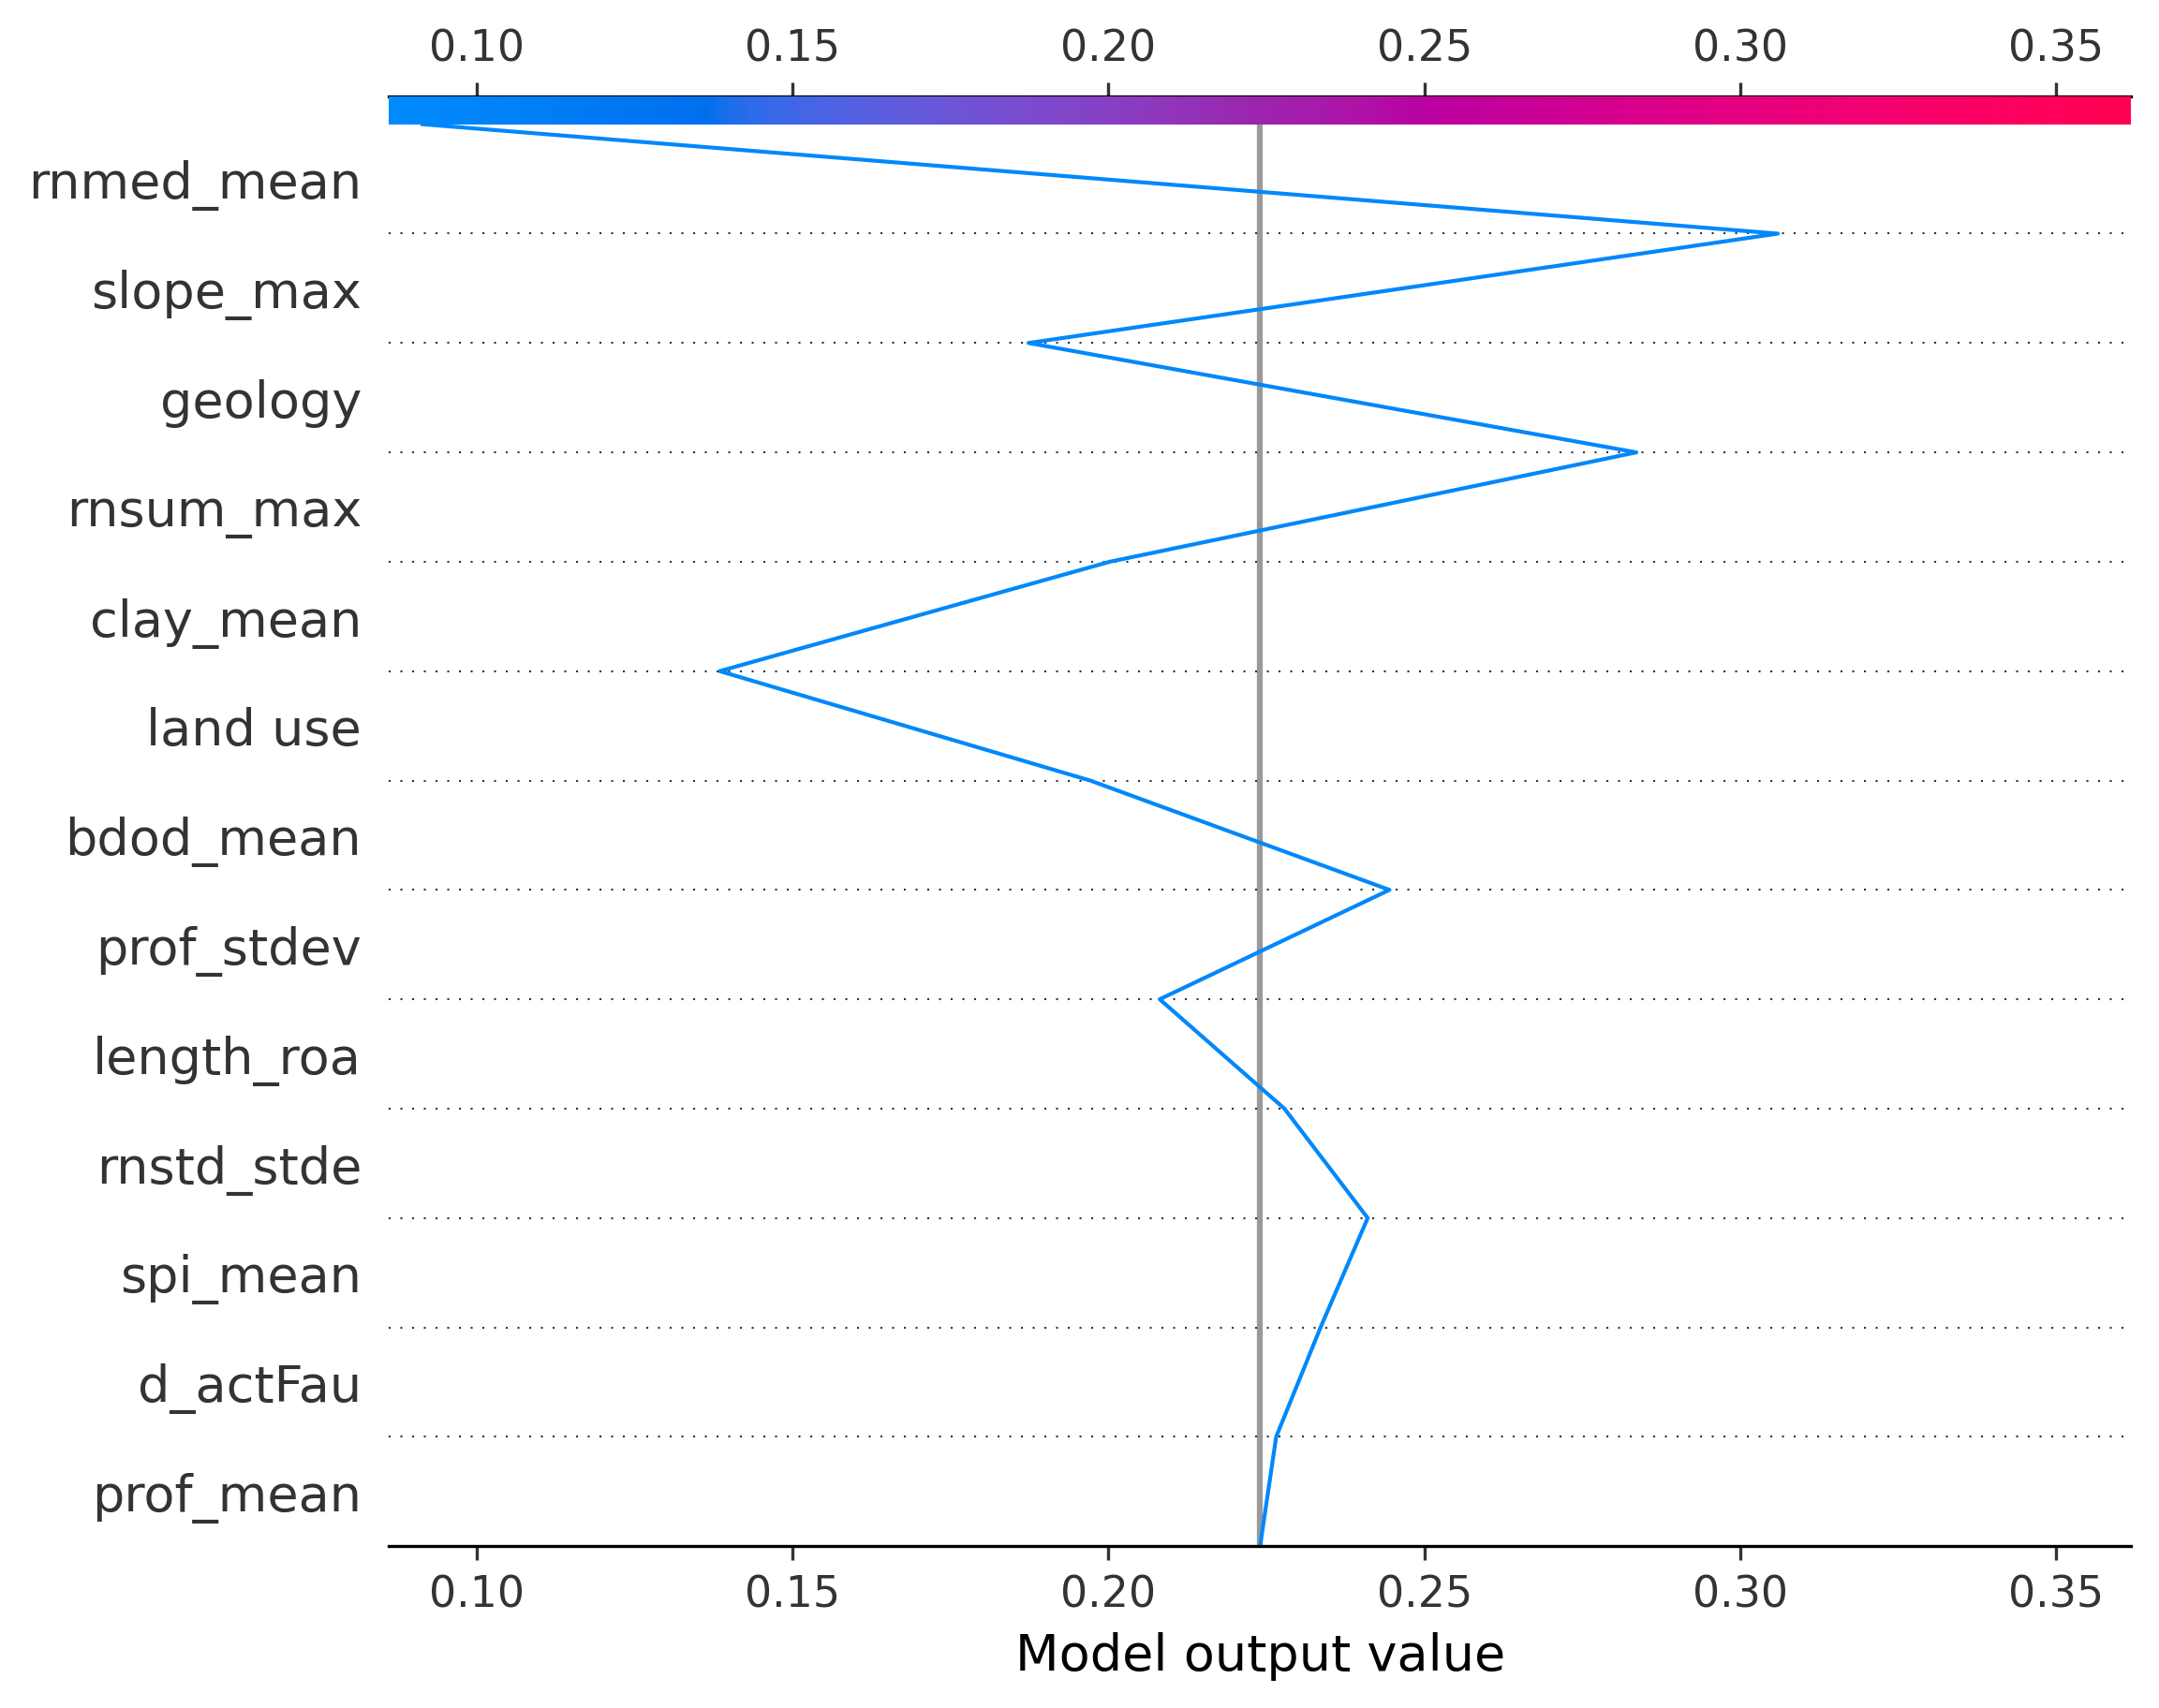 0.10 0.15 0.20 0.25 0.30 0.35
rnmed_mean
slope_max
geology
rnsum_max
clay_mean
land use
bdod_mean
prof_stdev
length_roa
rnstd_stde
spi_mean
d_actFau
prof_mean
0.10 0.15 0.20 0.25 0.30 0.35
Model output value